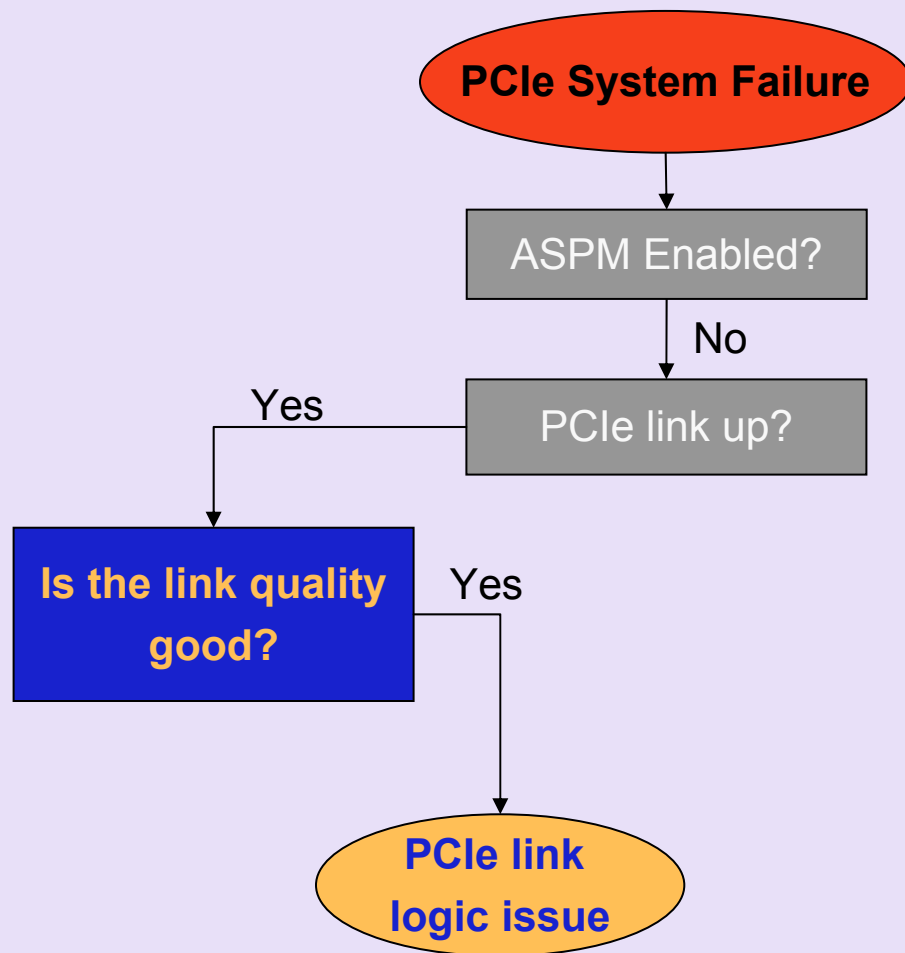 PCIe System Failure
ASPM Enabled?
No
PCIe link up?
Yes
Is the link quality
good?
Yes
PCIe link
logic issue